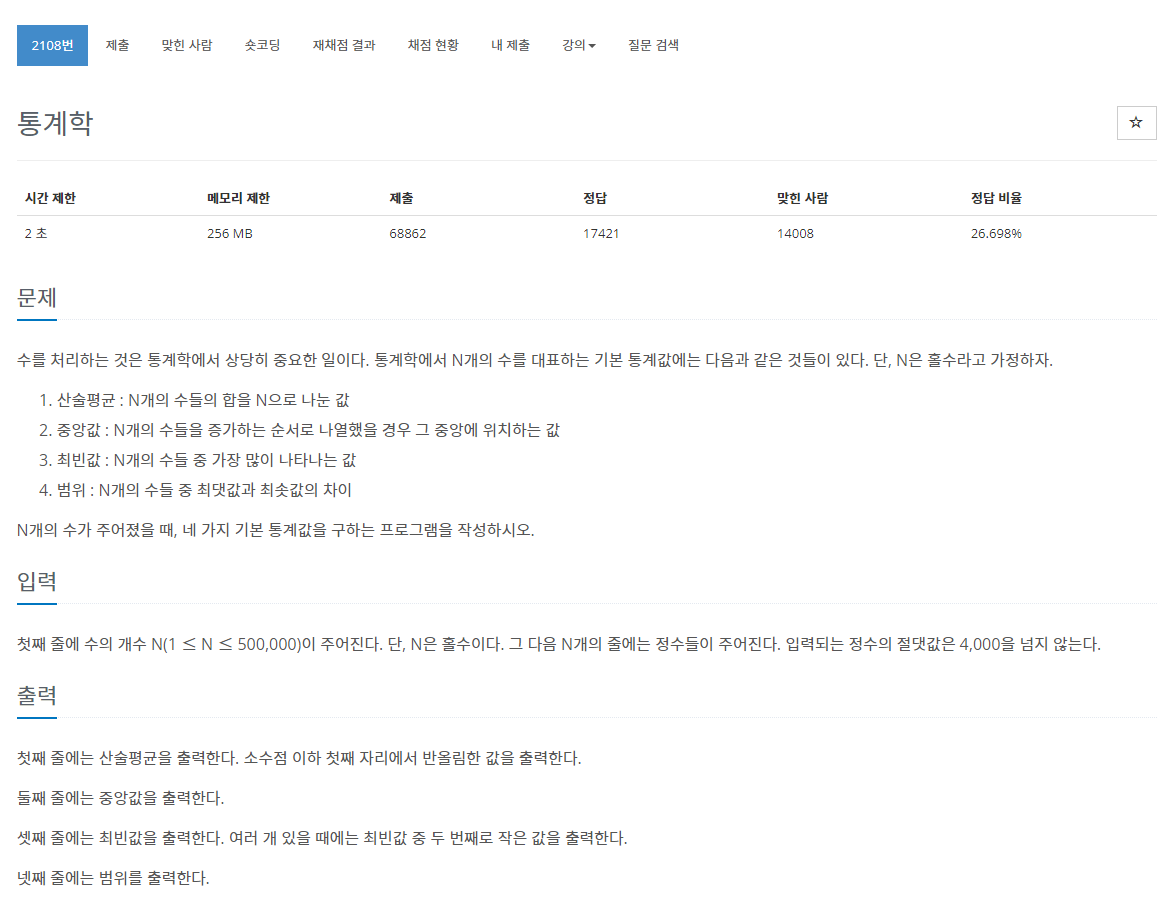 2108번 제출 맞힌 사람 숏코딩 재채점 결과 채점 현황 내 제출 강의 질문 검색
통계학
시간 제한 메모리 제한 제출 정답 맞힌 사람 정답 비율
2 초 256 MB 68862 17421 14008 26.698%
문제
수를 처리하는 것은 통계학에서 상당히 중요한 일이다. 통계학에서 N개의 수를 대표하는 기본 통계값에는 다음과 같은 것들이 있다. 단, N은 홀수라고 가정하자.
1. 산술평균 : N개의 수들의 합을 N으로 나눈 값
2. 중앙값 : N개의 수들을 증가하는 순서로 나열했을 경우 그 중앙에 위치하는 값
3. 최빈값 : N개의 수들 중 가장 많이 나타나는 값
4. 범위 : N개의 수들 중 최댓값과 최솟값의 차이
N개의 수가 주어졌을 때, 네 가지 기본 통계값을 구하는 프로그램을 작성하시오.
입력
첫째 줄에 수의 개수 N(1 ≤ N ≤ 500,000)이 주어진다. 단, N은 홀수이다. 그 다음 N개의 줄에는 정수들이 주어진다. 입력되는 정수의 절댓값은 4,000을 넘지 않는다.
출력
첫째 줄에는 산술평균을 출력한다. 소수점 이하 첫째 자리에서 반올림한 값을 출력한다.
둘째 줄에는 중앙값을 출력한다.
셋째 줄에는 최빈값을 출력한다. 여러 개 있을 때에는 최빈값 중 두 번째로 작은 값을 출력한다.
넷째 줄에는 범위를 출력한다.